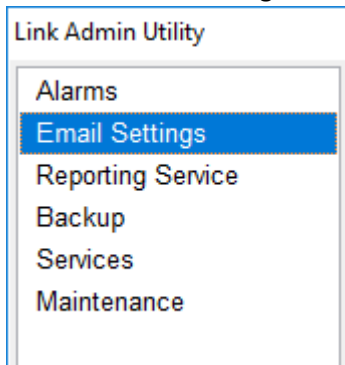 Link Admin Utility
Alarms
Email Settings
Reporting Service
Backup
Services
Maintenance